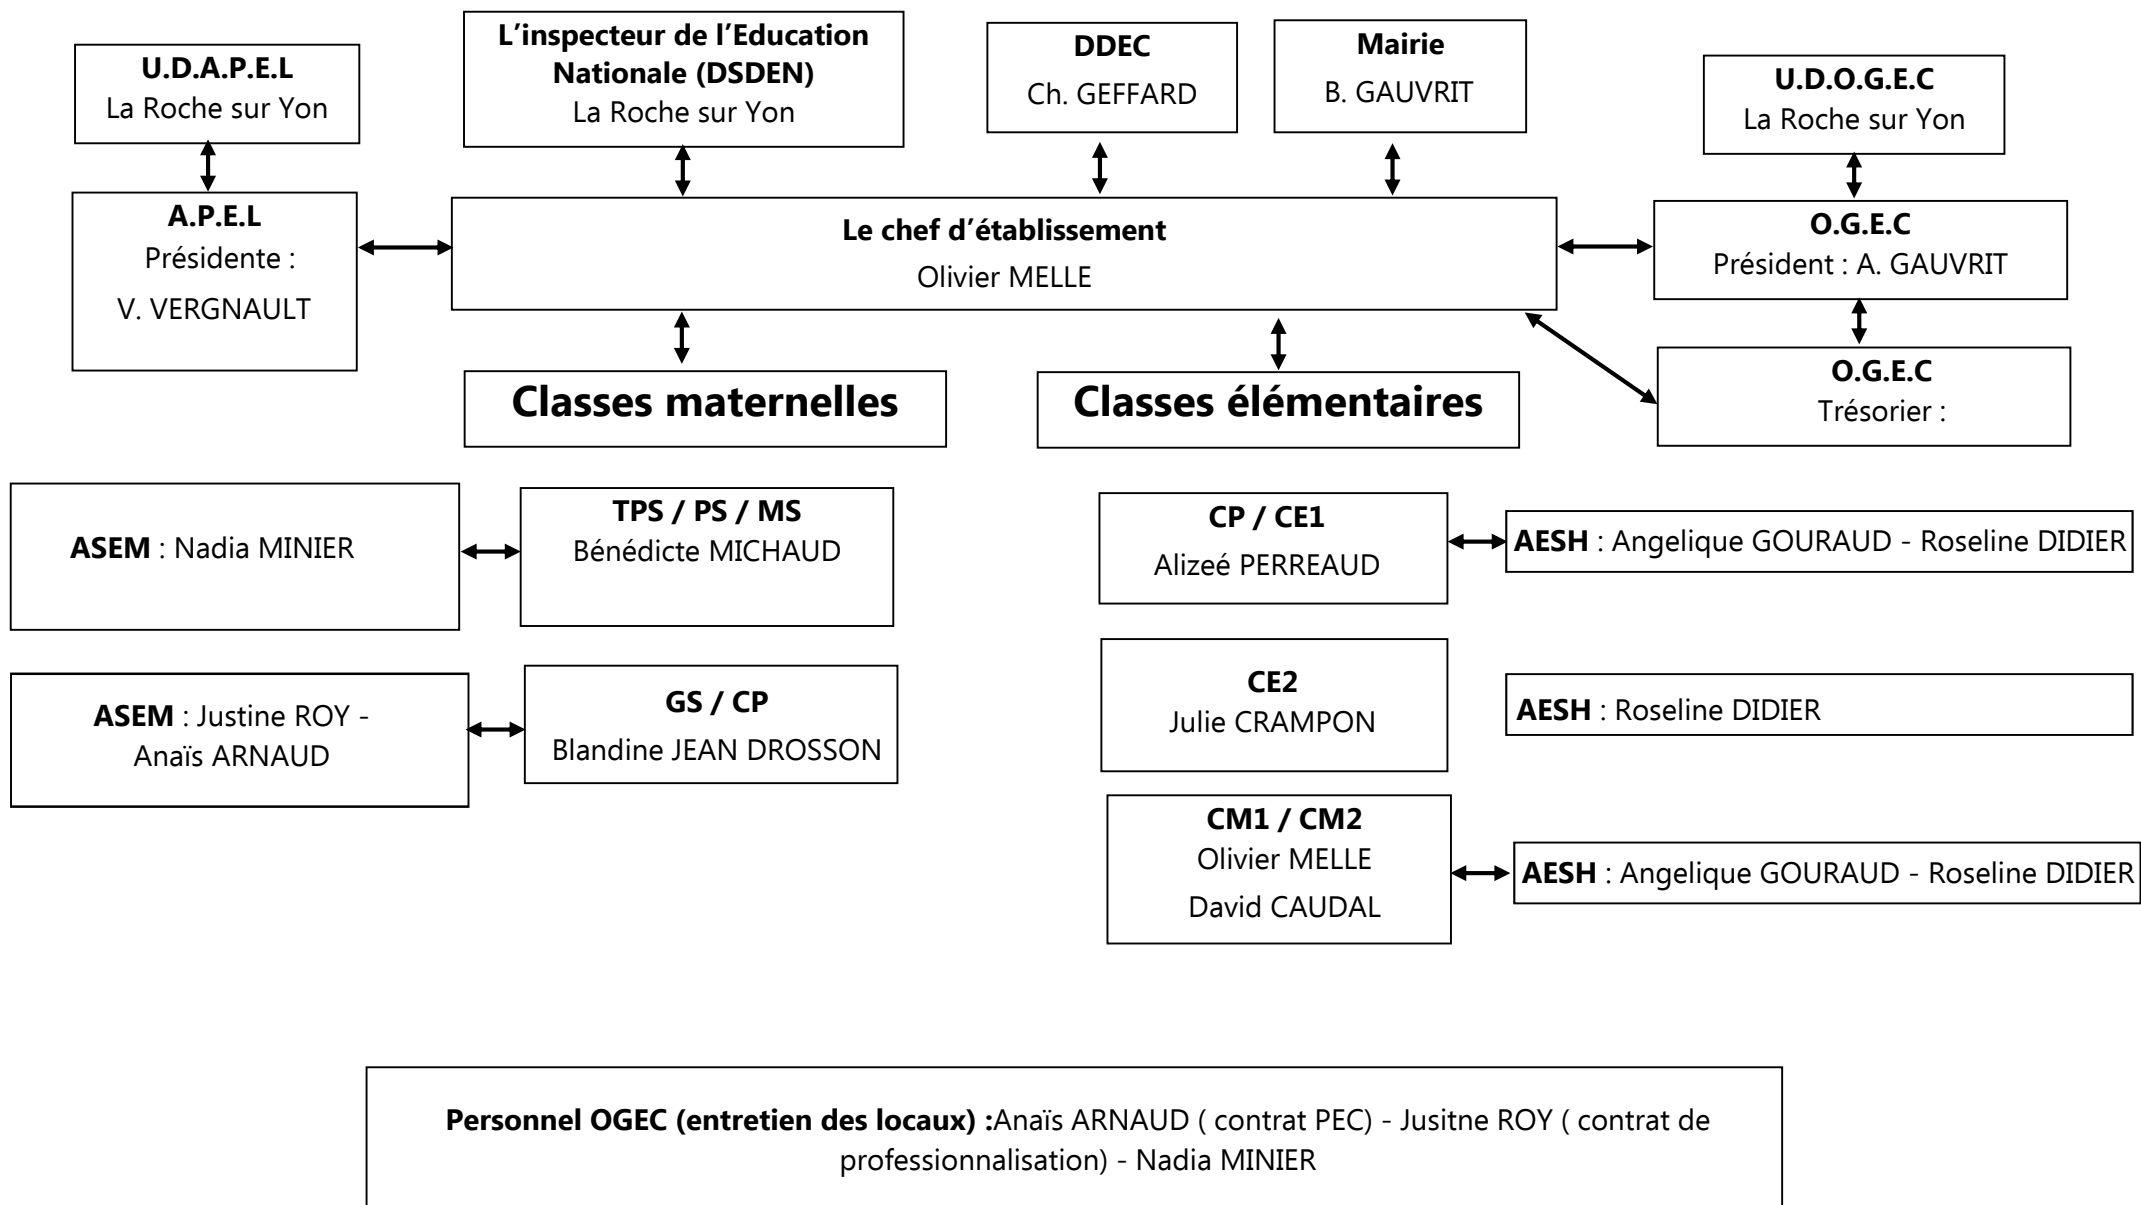 U.D.A.P.E.L
La Roche sur Yon
L’inspecteur de l’Education
Nationale (DSDEN)
La Roche sur Yon
DDEC
Ch. GEFFARD
Mairie
B. GAUVRIT
U.D.O.G.E.C
La Roche sur Yon
A.P.E.L
Présidente :
V. VERGNAULT
Le chef d’établissement
Olivier MELLE
O.G.E.C
Président : A. GAUVRIT
O.G.E.C
Trésorier :
Classes maternelles
Classes élémentaires
ASEM : Nadia MINIER
TPS / PS / MS
Bénédicte MICHAUD
CP / CE1
Alizeé PERREAUD
AESH : Angelique GOURAUD - Roseline DIDIER
ASEM : Justine ROY -
Anaïs ARNAUD
GS / CP
Blandine JEAN DROSSON
CE2
Julie CRAMPON
AESH : Roseline DIDIER
CM1 / CM2
Olivier MELLE
David CAUDAL
AESH : Angelique GOURAUD - Roseline DIDIER
Personnel OGEC (entretien des locaux) :Anaïs ARNAUD ( contrat PEC) - Jusitne ROY ( contrat de
professionnalisation) - Nadia MINIER